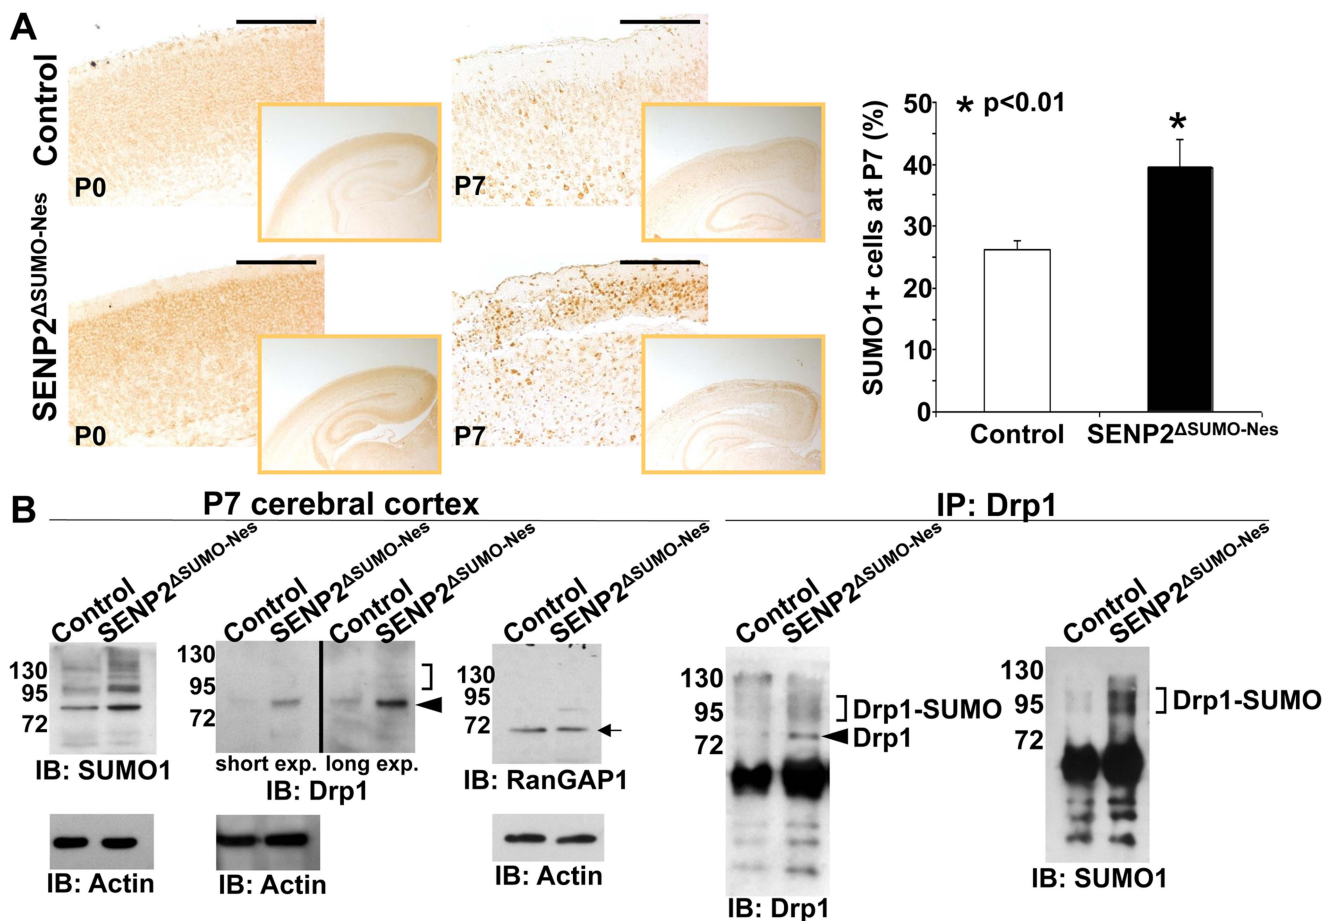 A
Control
SENP2ΔSUMO-Nes
P0
P7
P0
P7
SUMO1+ cells at P7 (%)
50
40
30
20
10
0
* p<0.01
*
Control SENP2ΔSUMO-Nes
B
P7 cerebral cortex
IP: Drp1
Control SENP2ΔSUMO-Nes
Control SENP2ΔSUMO-Nes
Control SENP2ΔSUMO-Nes
Control SENP2ΔSUMO-Nes
Control SENP2ΔSUMO-Nes
Control SENP2ΔSUMO-Nes
130
95
72
IB: SUMO1
130
95
72
short exp. long exp.
IB: Drp1
130
95
72
IB: RanGAP1
130
95
72
Drp1-SUMO
Drp1
130
95
72
Drp1-SUMO
IB: Actin
IB: Actin
IB: Actin
IB: Drp1
IB: SUMO1